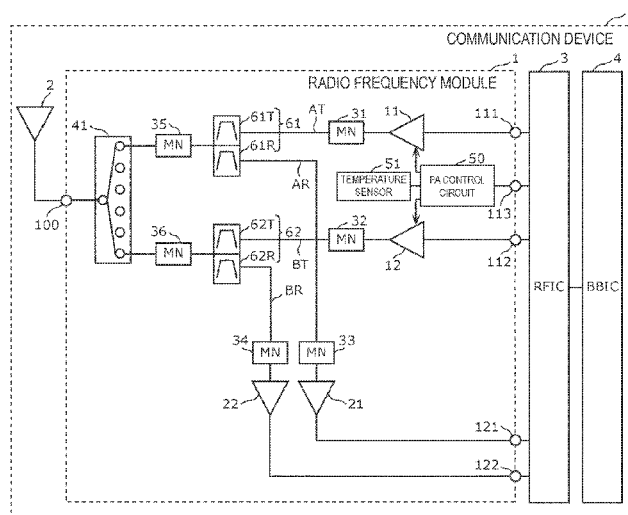 COMMUNICATION DEVICE
1
3
4
RADIO FREQUENCY MODULE
2
41
35
61T
61R
61
AT
31
MN
11
111
MN
AR
51
TEMPERATURE SENSOR
50
PA CONTROL CIRCUIT
113
100
36
62T
62R
62
BT
32
MN
12
112
MN
BR
RFIC
BBIC
34
MN
33
MN
22
21
121
122